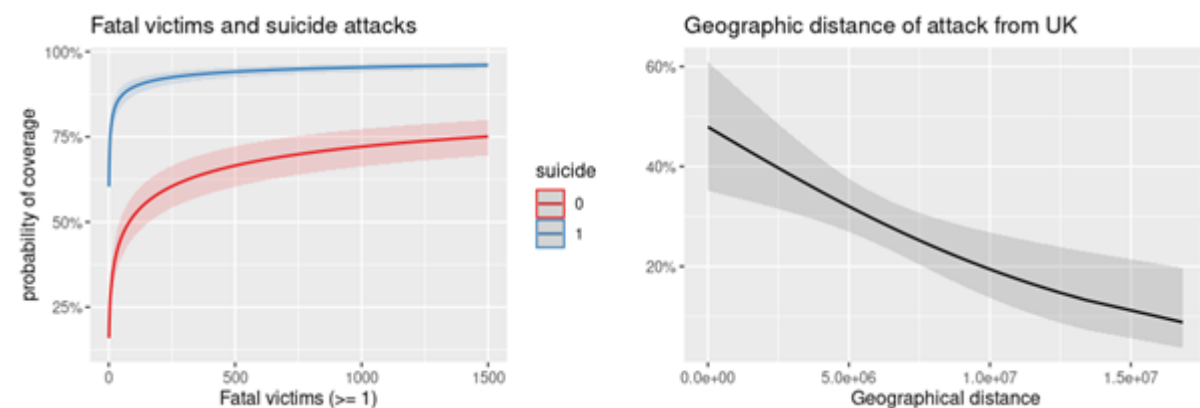 Fatal victims and suicide attacks
100%
75%
50%
25%
probability of coverage
0 500 1000 1500
Fatal victims (>= 1)
suicide
0
1
Geographic distance of attack from UK
60%
40%
20%
0.0e+00 5.0e+06 1.0e+07 1.5e+07
Geographical distance